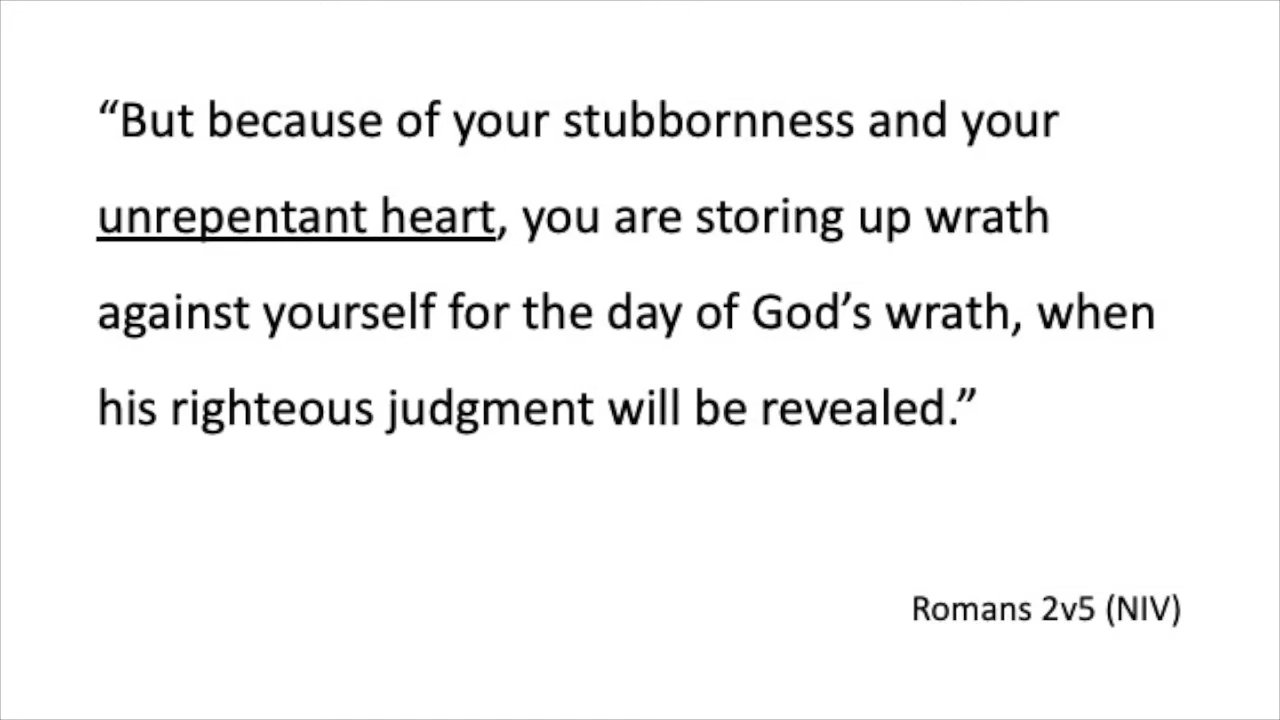 “But because of your stubbornness and your
unrepentant heart, you are storing up wrath
against yourself for the day of God’s wrath, when
his righteous judgment will be revealed.”
Romans 2v5 (NIV)